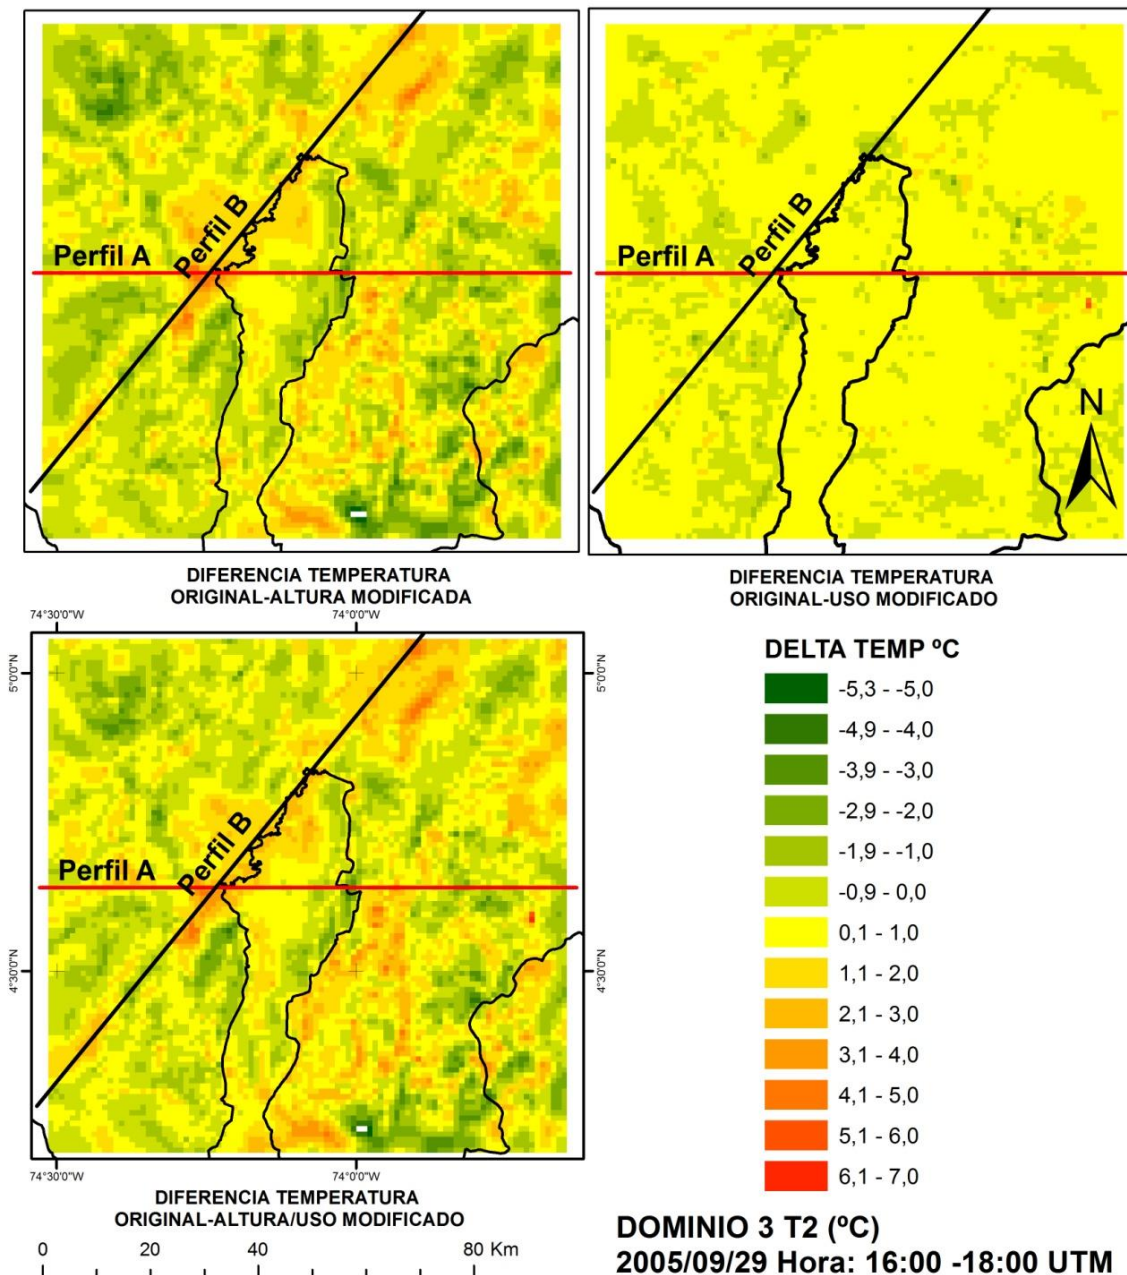 Perfil A
Perfil B
DIFERENCIA TEMPERATURA
ORIGINAL-ALTURA MODIFICADA
Perfil A
Perfil B
N
DIFERENCIA TEMPERATURA
ORIGINAL-USO MODIFICADO
74°30'0"W
74°0'0"W
5°0'0"N
5°0'0"N
Perfil A
Perfil B
4°30'0"N
4°30'0"N
74°30'0"W
74°0'0"W
DIFERENCIA TEMPERATURA
ORIGINAL-ALTURA/USO MODIFICADO
0 20 40 80 Km
DELTA TEMP ºC
-5,3 - -5,0
-4,9 - -4,0
-3,9 - -3,0
-2,9 - -2,0
-1,9 - -1,0
-0,9 - 0,0
0,1 - 1,0
1,1 - 2,0
2,1 - 3,0
3,1 - 4,0
4,1 - 5,0
5,1 - 6,0
6,1 - 7,0
DOMINIO 3 T2 (ºC)
2005/09/29 Hora: 16:00 -18:00 UTM